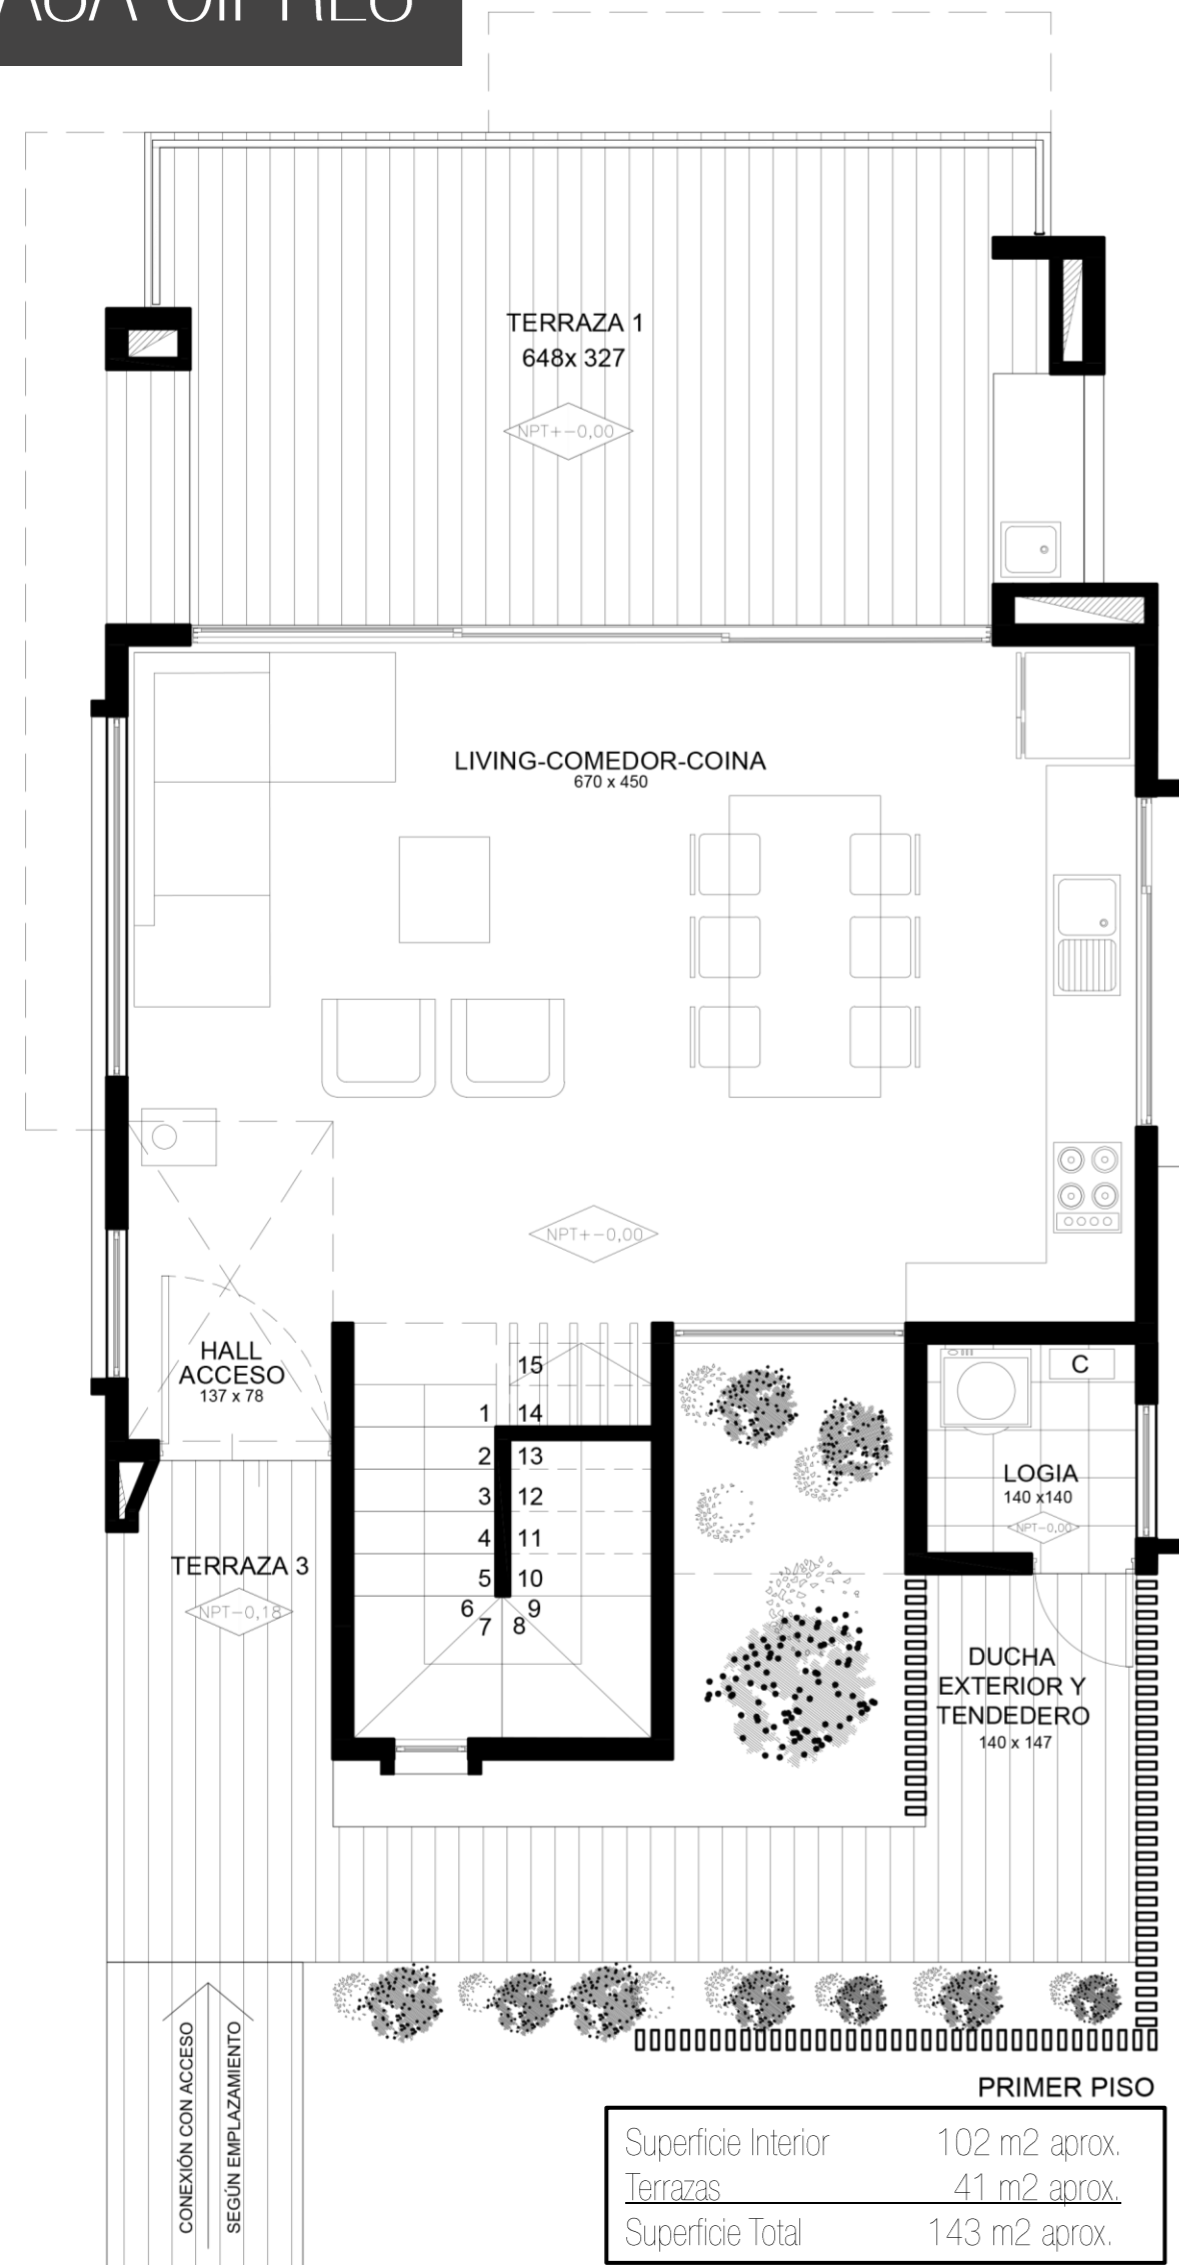 ASA CIPRES
TERRAZA 1
648x 327
NPT+-0,00
LIVING-COMEDOR-COINA
670 x 450
NPT+-0,00
HALL
ACCESO
137 x 78
15
1 14
2 13
3 12
4 11
5 10
6 9
7 8
C
LOGIA
140 x140
NPT-0,00
TERRAZA 3
NPT-0,18
DUCHA
EXTERIOR Y
TENDEDERO
140 x 147
CONEXIÓN CON ACCESO
SEGÚN EMPLAZAMIENTO
PRIMER PISO
Superficie Interior 102 m2 aprox.
Terrazas 41 m2 aprox.
Superficie Total 143 m2 aprox.